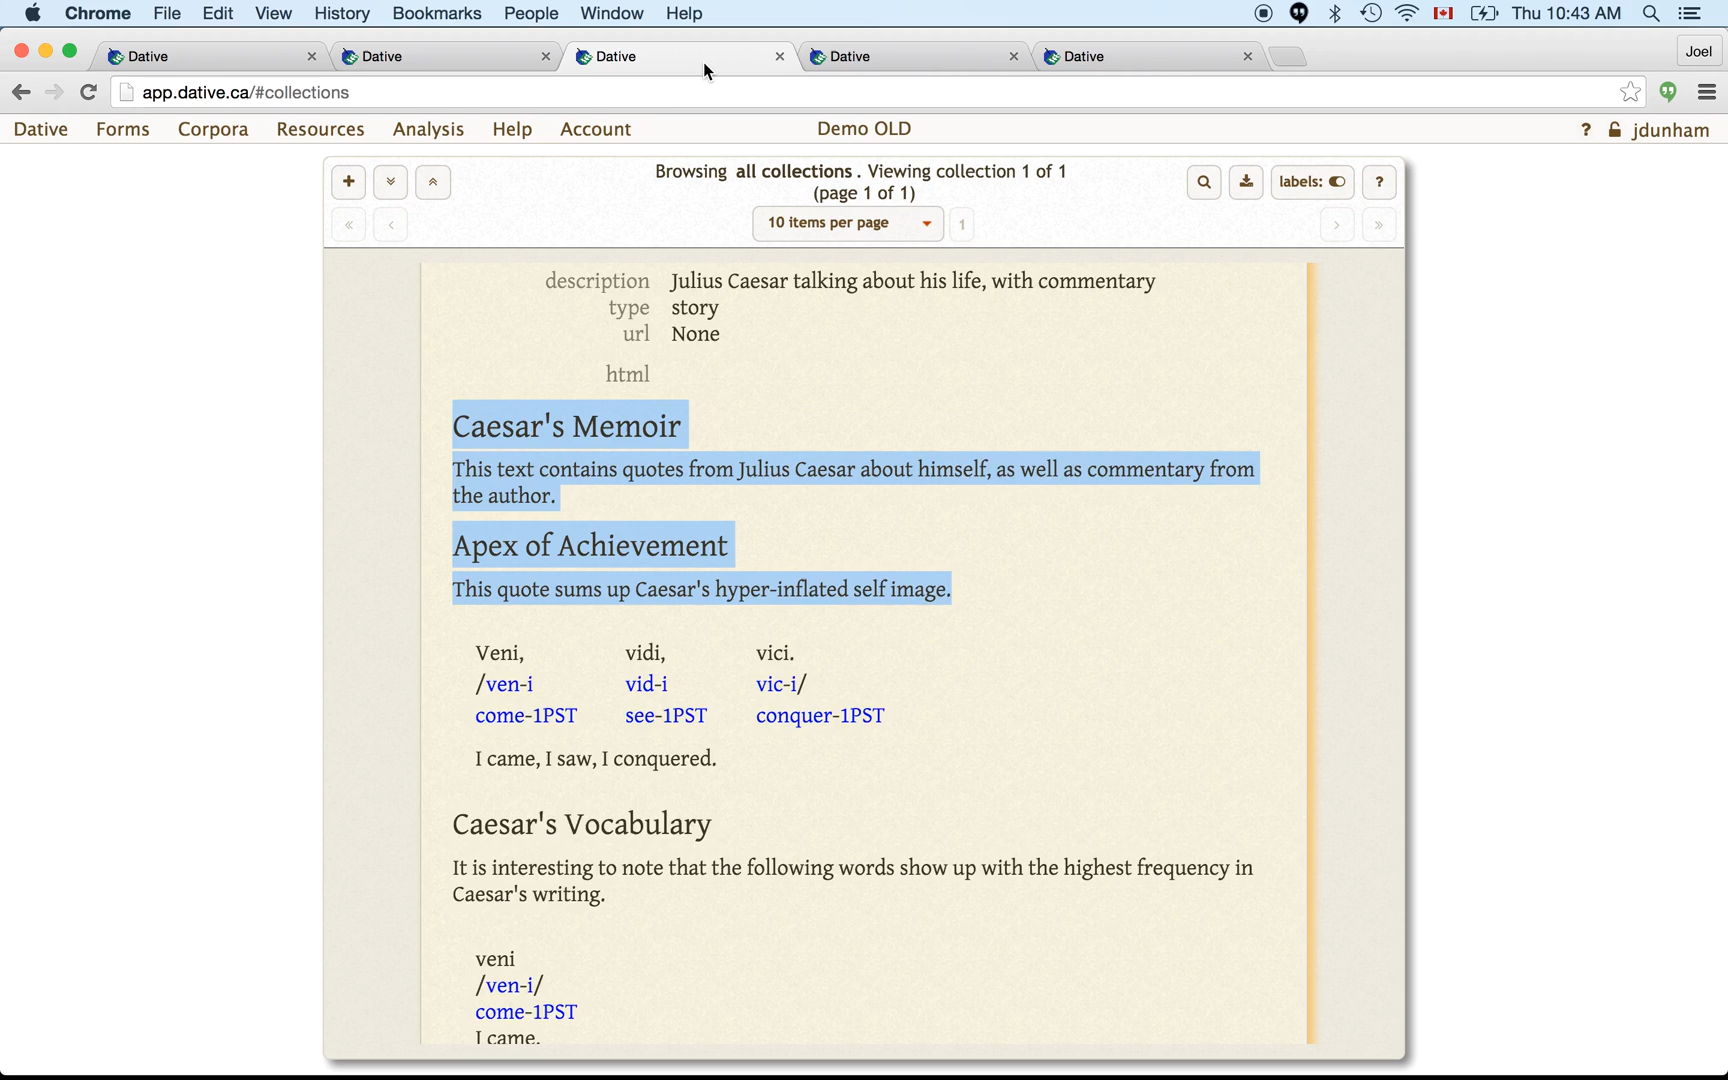 Chrome File Edit View History Bookmarks People Window Help Thu 10:43 AM
Dative Dative Dative Dative Dative Joel
app.dative.ca/#collections
Dative Forms Corpora Resources Analysis Help Account Demo OLD ? jdunham
Browsing all collections . Viewing collection 1 of 1
(page 1 of 1)
labels: ?
10 items per page 1
description Julius Caesar talking about his life, with commentary
type story
url None
html
Caesar's Memoir
This text contains quotes from Julius Caesar about himself, as well as commentary from
the author.
Apex of Achievement
This quote sums up Caesar's hyper-inflated self image.
Veni, vidi, vici.
/ven-i vid-i vic-i/
come-1PST see-1PST conquer-1PST
I came, I saw, I conquered.
Caesar's Vocabulary
It is interesting to note that the following words show up with the highest frequency in
Caesar's writing.
veni
/ven-i/
come-1PST
I came.